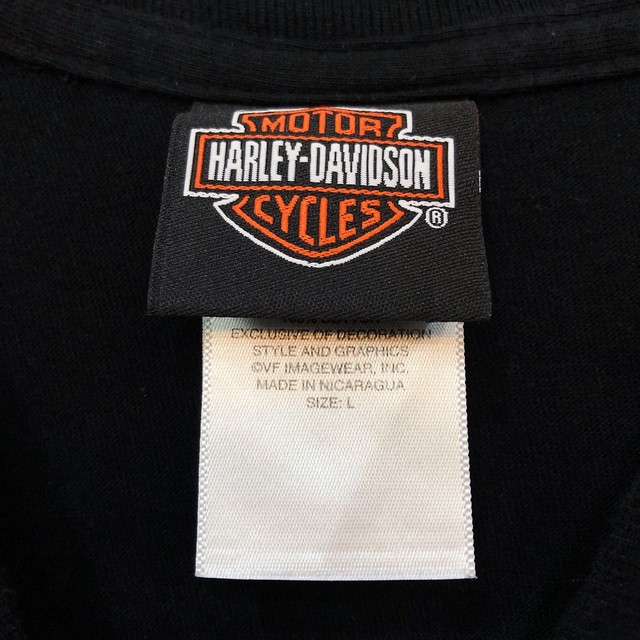 MOTOR
HARLEY-DAVIDSON
CYCLES
®
EXCLUSIVE OF DECORATION
STYLE AND GRAPHICS
©VF IMAGEWEAR, INC.
MADE IN NICARAGUA
SIZE: L